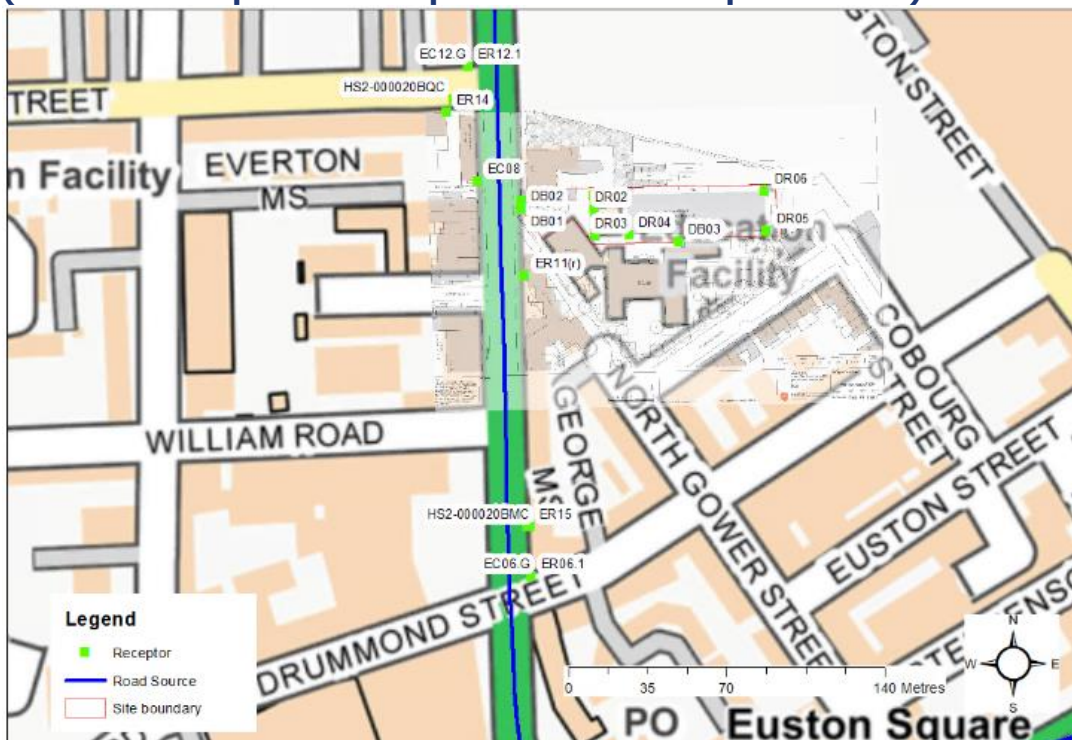 STON STREET
EC12.G ER12.1
HS2-000020BQC
TREET
ER14
EVERTON
MS
n Facility
EC08
DR06
DB02 DR02
DB01 DR03 DR04 DR05
DB03
Facility
ER11(r)
COBOURG
STREET
WILLIAM ROAD
GEORGE
MS
NORTH GOWER STREET
EUSTON STREET
HS2-000020BMC ER15
EC06.G ER06.1
DRUMMOND STREET
Legend
Receptor
Road Source
Site boundary
N
W E
S
0 35 70 140 Metres
PO Euston Square